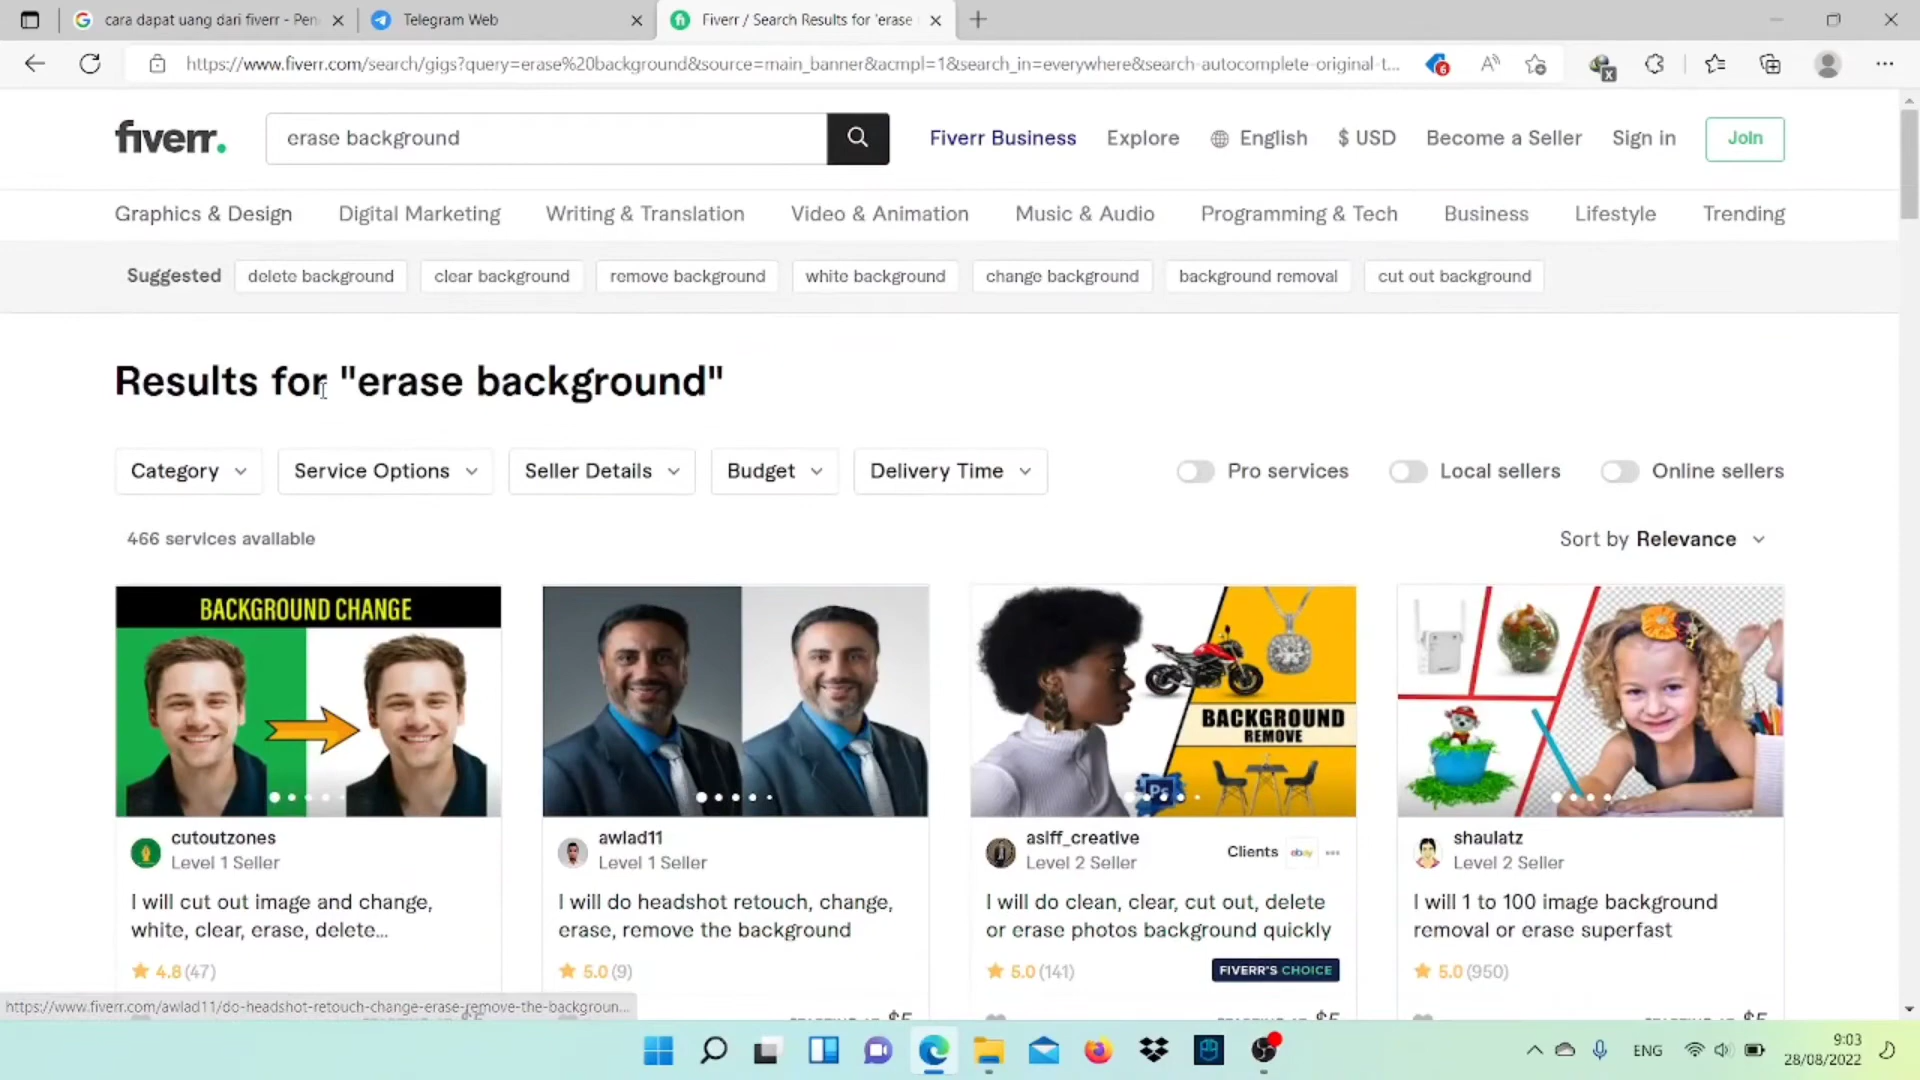 cara dapat uang dari fiverr - Pen
Telegram Web
Fiverr / Search Results for 'erase
https://www.fiverr.com/search/gigs?query=erase%20background&source=main_banner&acmpl=1&search_in=everywhere&search-autocomplete-original-t...
6
X
fiverr.
erase background
Fiverr Business
Explore
English
$ USD
Become a Seller
Sign in
Join
Graphics & Design
Digital Marketing
Writing & Translation
Video & Animation
Music & Audio
Programming & Tech
Business
Lifestyle
Trending
Suggested
delete background
clear background
remove background
white background
change background
background removal
cut out background
Results for "erase background"
Category
Service Options
Seller Details
Budget
Delivery Time
Pro services
Local sellers
Online sellers
466 services available
Sort by Relevance
BACKGROUND CHANGE
BACKGROUND
REMOVE
Ps
cutoutzones
Level 1 Seller
I will cut out image and change,
white, clear, erase, delete...
4.8 (47)
awlad11
Level 1 Seller
I will do headshot retouch, change,
erase, remove the background
5.0 (9)
$5
asiff_creative
Level 2 Seller
Clients
ebay
I will do clean, clear, cut out, delete
or erase photos background quickly
5.0 (141)
FIVERR'S CHOICE
$5
shaulatz
Level 2 Seller
I will 1 to 100 image background
removal or erase superfast
5.0 (950)
$5
https://www.fiverr.com/awlad11/do-headshot-retouch-change-erase-remove-the-backgroun...
ENG
9:03
28/08/2022